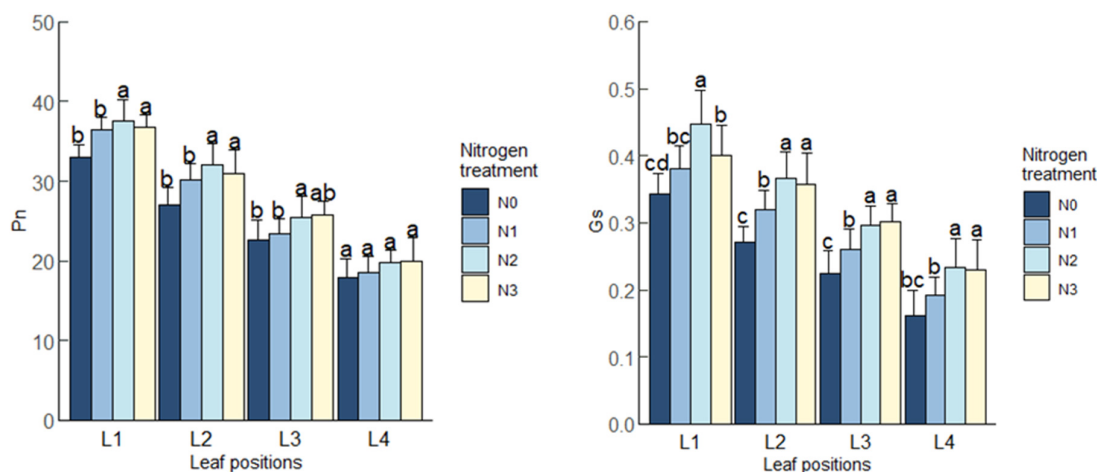 50
40
30
20
10
0
Pn
b
b
a
a
b
b
a
a
b
b
a
ab
a
a
a
a
L1
L2
L3
L4
Leaf positions
Nitrogen
treatment
N0
N1
N2
N3
0.6
0.5
0.4
0.3
0.2
0.1
0.0
Gs
cd
bc
a
b
c
b
a
a
c
b
a
a
bc
b
a
a
L1
L2
L3
L4
Leaf positions
Nitrogen
treatment
N0
N1
N2
N3